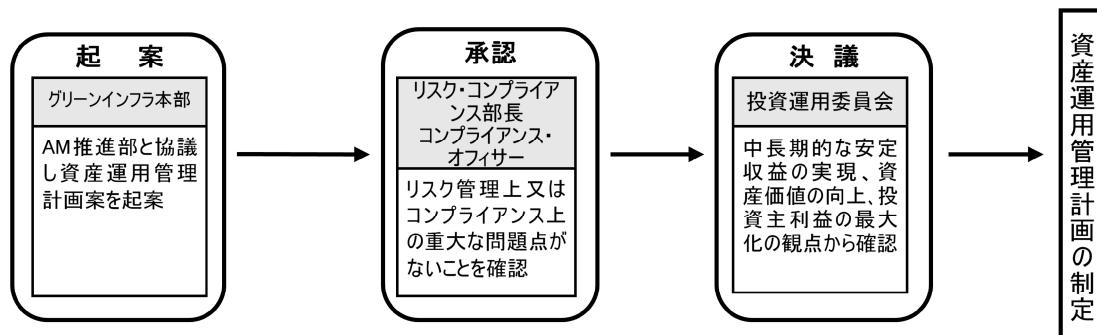 起 案
グリーンインフラ本部
AM推進部と協議
し資産運用管理
計画案を起案
承認
リスク・コンプライア
ンス部長
コンプライアンス・
オフィサー
リスク管理上又は
コンプライアンス上
の重大な問題点が
ないことを確認
決 議
投資運用委員会
中長期的な安定
収益の実現、資
産価値の向上、投
資主利益の最大
化の観点から確認
資産運用管理計画の制定